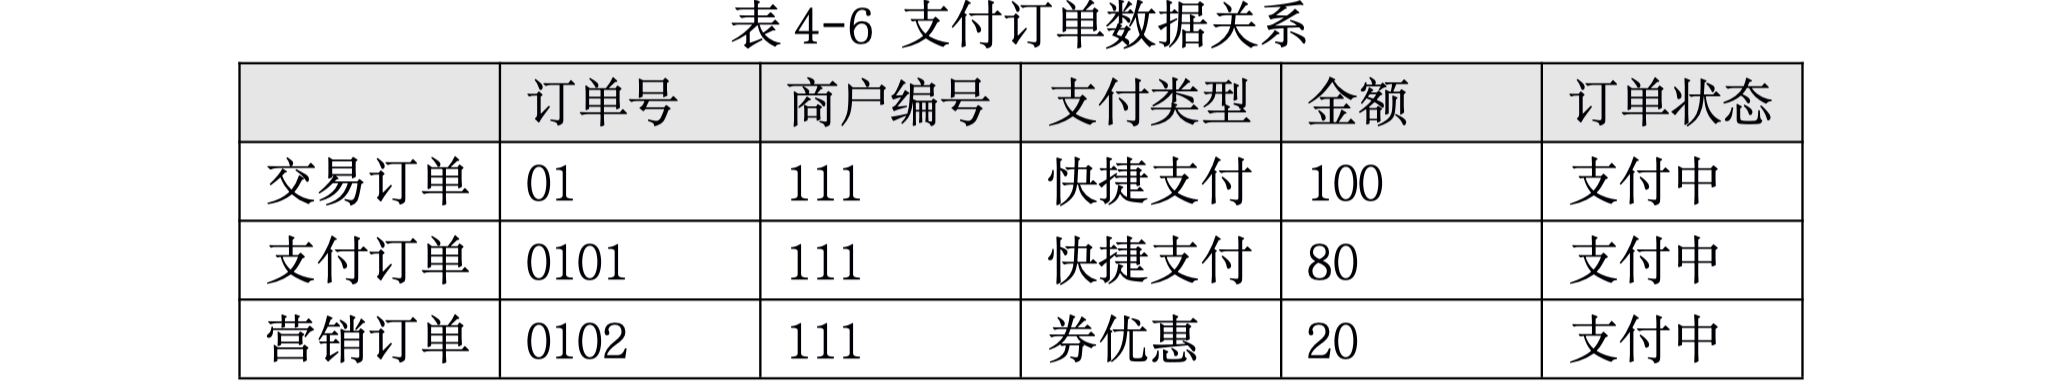 表 4-6 支付订单数据关系
订单号 商户编号 支付类型 金额 订单状态
交易订单 01 111 快捷支付 100 支付中
支付订单 0101 111 快捷支付 80 支付中
营销订单 0102 111 券优惠 20 支付中